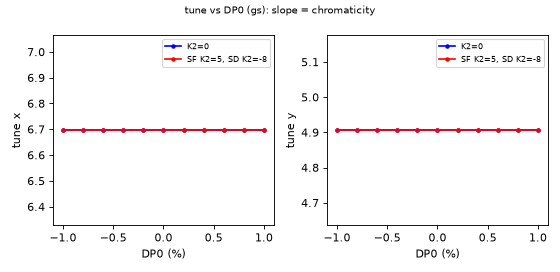 tune vs DP0 (gs): slope = chromaticity
K2=0
SF K2=5, SD K2=-8
7.0
6.9
6.8
6.7
6.6
6.5
6.4
tune x
−1.0 −0.5 0.0 0.5 1.0
DP0 (%)
K2=0
SF K2=5, SD K2=-8
5.1
5.0
4.9
4.8
4.7
tune y
−1.0 −0.5 0.0 0.5 1.0
DP0 (%)